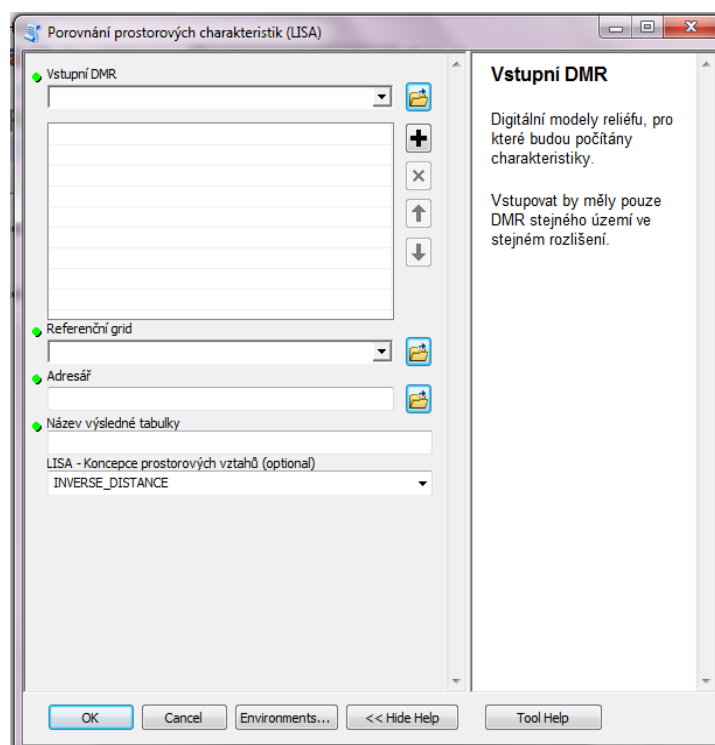 Porovnání prostorových charakteristik (LISA)
Vstupní DMR
Referenční grid
Adresář
Název výsledné tabulky
LISA - Koncepce prostorových vztahů (optional)
INVERSE_DISTANCE
Vstupní DMR
Digitální modely reliéfu, pro
které budou počítány
charakteristiky.
Vstupovat by měly pouze
DMR stejného území ve
stejném rozlišení.
OK
Cancel
Environments...
<< Hide Help
Tool Help